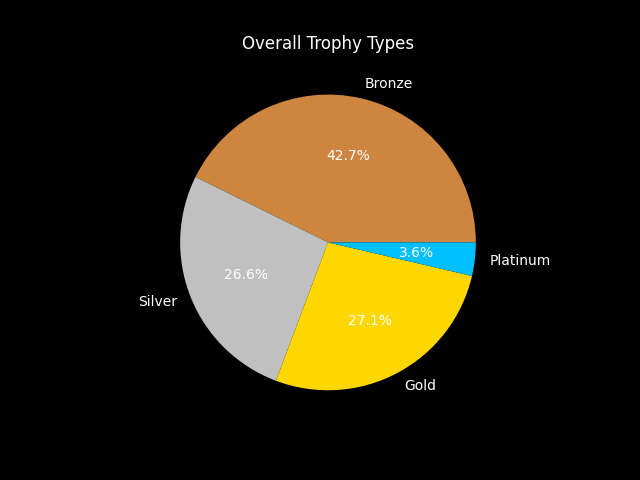 Overall Trophy Types
Bronze
42.7%
3.6%
Platinum
26.6%
Silver
27.1%
Gold